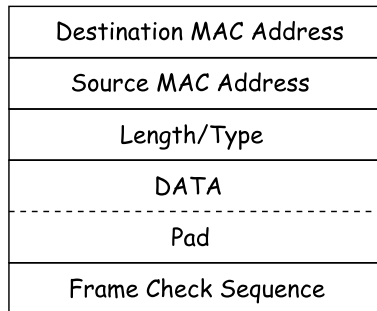 Destination MAC Address
Source MAC Address
Length/Type
DATA
Pad
Frame Check Sequence